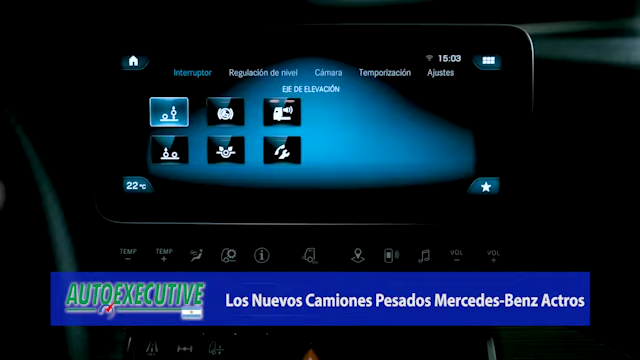 15:03
Interruptor Regulación de nivel Cámara Temporización Ajustes
EJE DE ELEVACIÓN
22 °C
TEMP TEMP VOL VOL
− + − +
AUTOEXECUTIVE
Los Nuevos Camiones Pesados Mercedes-Benz Actros